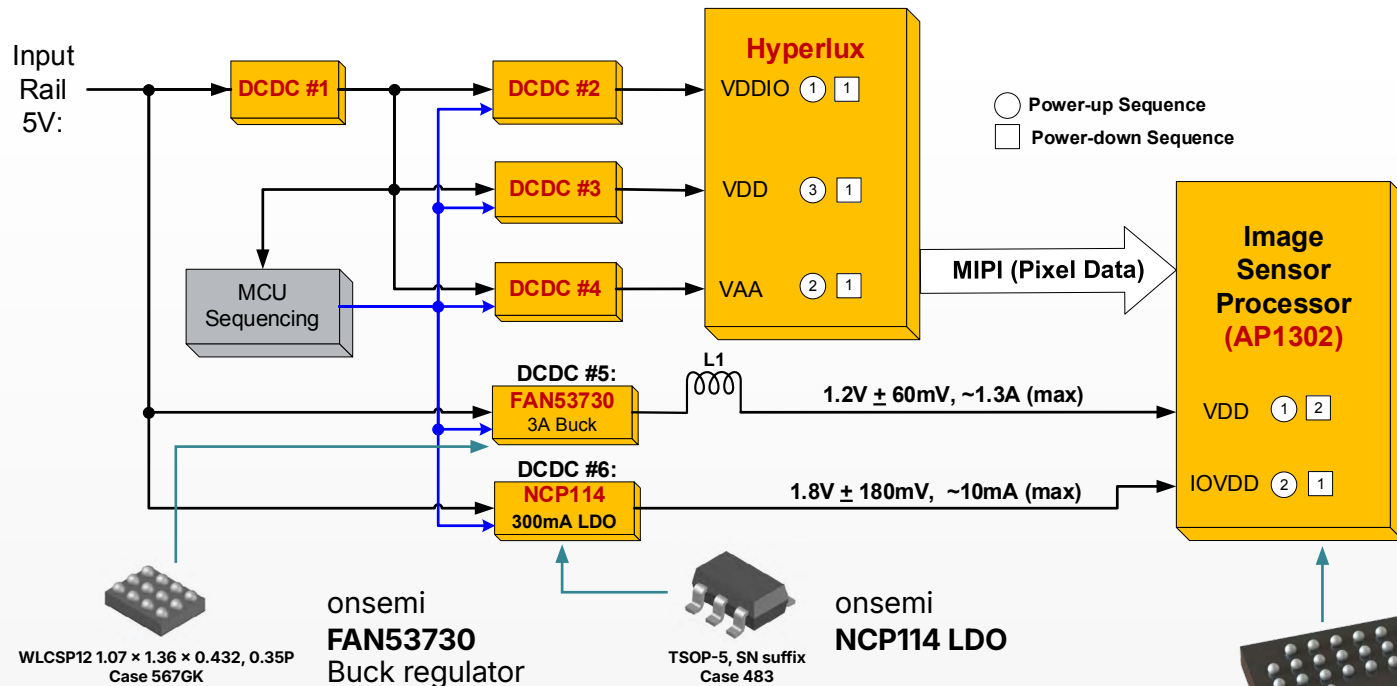 Input
Rail
5V:
DCDC #1
DCDC #2
DCDC #3
DCDC #4
MCU
Sequencing
Hyperlux
VDDIO 1 1
VDD 3 1
VAA 2 1
Power-up Sequence
Power-down Sequence
MIPI (Pixel Data)
Image
Sensor
Processor
(AP1302)
VDD 1 2
IOVDD 2 1
DCDC #5:
FAN53730
3A Buck
L1
1.2V ± 60mV, ~1.3A (max)
DCDC #6:
NCP114
300mA LDO
1.8V ± 180mV, ~10mA (max)
WLCSP12 1.07 × 1.36 × 0.432, 0.35P
Case 567GK
onsemi
FAN53730
Buck regulator
TSOP-5, SN suffix
Case 483
onsemi
NCP114 LDO